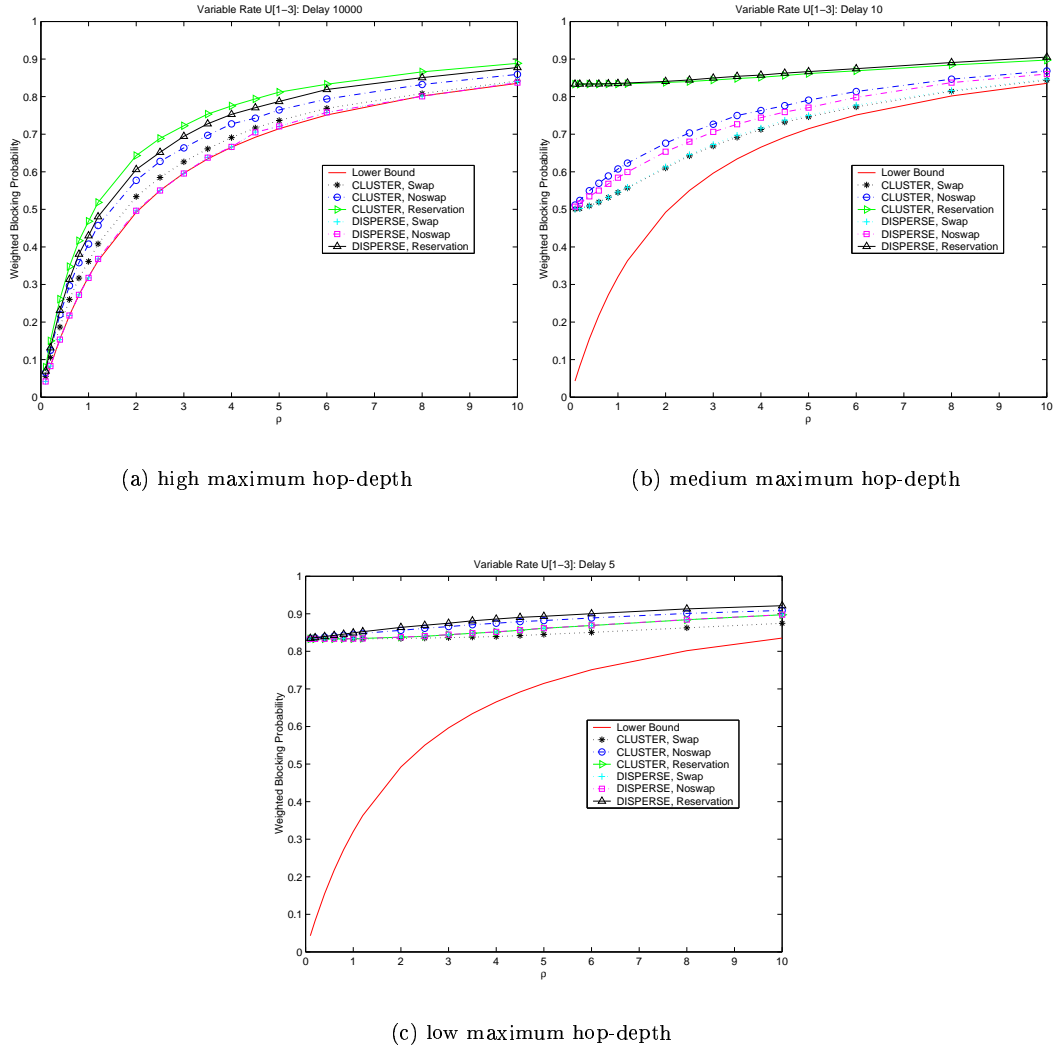 Variable Rate U[1−3]: Delay 10000
Weighted Blocking Probability
1
0.9
0.8
0.7
0.6
0.5
0.4
0.3
0.2
0.1
0
Lower Bound
CLUSTER, Swap
CLUSTER, Noswap
CLUSTER, Reservation
DISPERSE, Swap
DISPERSE, Noswap
DISPERSE, Reservation
0 1 2 3 4 5 6 7 8 9 10
ρ
(a) high maximum hop-depth
Variable Rate U[1−3]: Delay 10
Weighted Blocking Probability
1
0.9
0.8
0.7
0.6
0.5
0.4
0.3
0.2
0.1
0
Lower Bound
CLUSTER, Swap
CLUSTER, Noswap
CLUSTER, Reservation
DISPERSE, Swap
DISPERSE, Noswap
DISPERSE, Reservation
0 1 2 3 4 5 6 7 8 9 10
ρ
(b) medium maximum hop-depth
Variable Rate U[1−3]: Delay 5
Weighted Blocking Probability
1
0.9
0.8
0.7
0.6
0.5
0.4
0.3
0.2
0.1
0
Lower Bound
CLUSTER, Swap
CLUSTER, Noswap
CLUSTER, Reservation
DISPERSE, Swap
DISPERSE, Noswap
DISPERSE, Reservation
0 1 2 3 4 5 6 7 8 9 10
ρ
(c) low maximum hop-depth